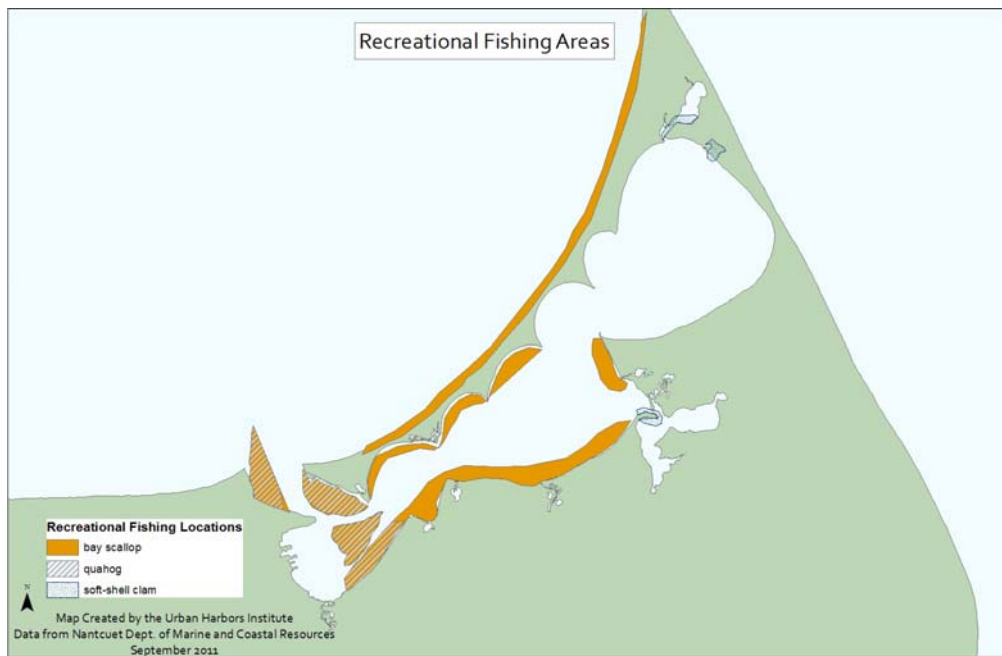 Recreational Fishing Areas
Recreational Fishing Locations
bay scallop
quahog
soft-shell clam
N
Map Created by the Urban Harbors Institute
Data from Nantcuet Dept. of Marine and Coastal Resources
September 2011